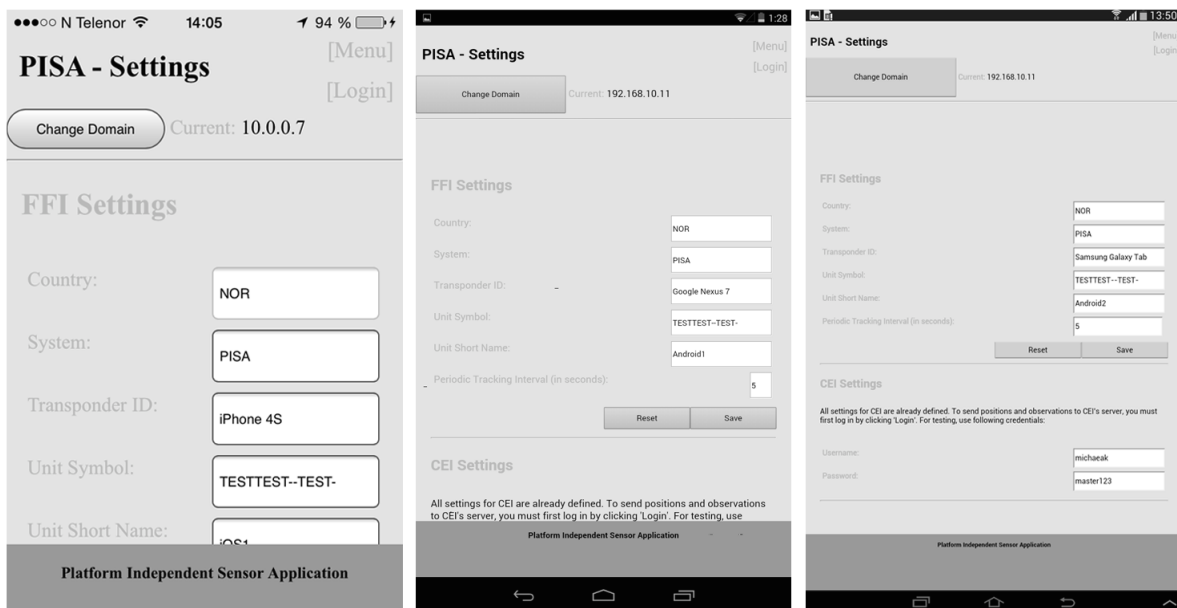 N Telenor 14:05 94 %
PISA - Settings
[Menu]
[Login]
Change Domain Current: 10.0.0.7
FFI Settings
Country: NOR
System: PISA
Transponder ID: iPhone 4S
Unit Symbol: TESTTEST--TEST-
Unit Short Name: iOS1
Platform Independent Sensor Application
1:28
PISA - Settings
[Menu]
[Login]
Change Domain Current: 192.168.10.11
FFI Settings
Country: NOR
System: PISA
Transponder ID: Google Nexus 7
Unit Symbol: TESTTEST--TEST-
Unit Short Name: Android1
Periodic Tracking Interval (in seconds): 5
Reset Save
CEI Settings
All settings for CEI are already defined. To send positions and observations
to CEI's server, you must first log in by clicking 'Login'. For testing, use
Platform Independent Sensor Application
13:50
PISA - Settings
[Menu
[Login
Change Domain Current: 192.168.10.11
FFI Settings
Country: NOR
System: PISA
Transponder ID: Samsung Galaxy Tab
Unit Symbol: TESTTEST--TEST-
Unit Short Name: Android2
Periodic Tracking Interval (in seconds): 5
Reset Save
CEI Settings
All settings for CEI are already defined. To send positions and observations to CEI's server, you must
first log in by clicking 'Login'. For testing, use following credentials:
Username: michaeak
Password: master123
Platform Independent Sensor Application